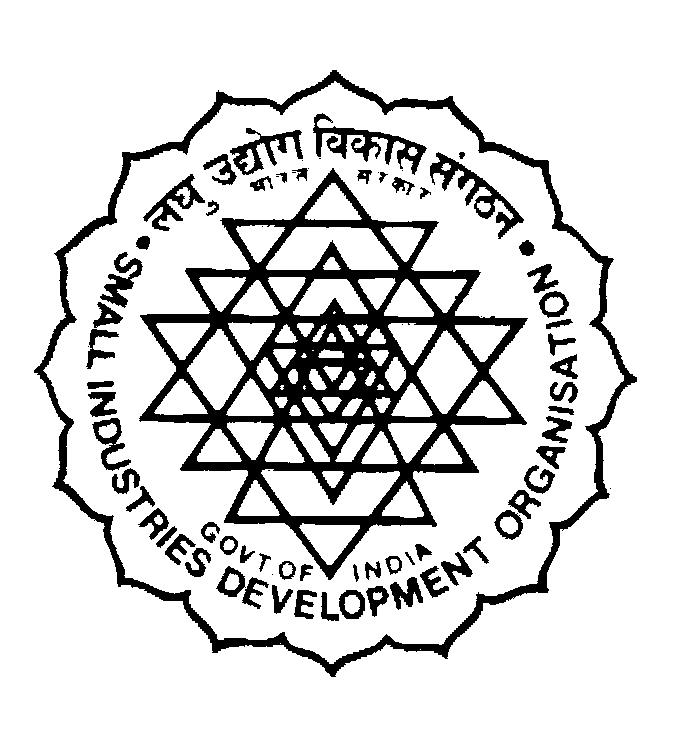 लघु उद्योग विकास संगठन
भारत सरकार
SMALL INDUSTRIES DEVELOPMENT ORGANISATION
GOVT. OF INDIA